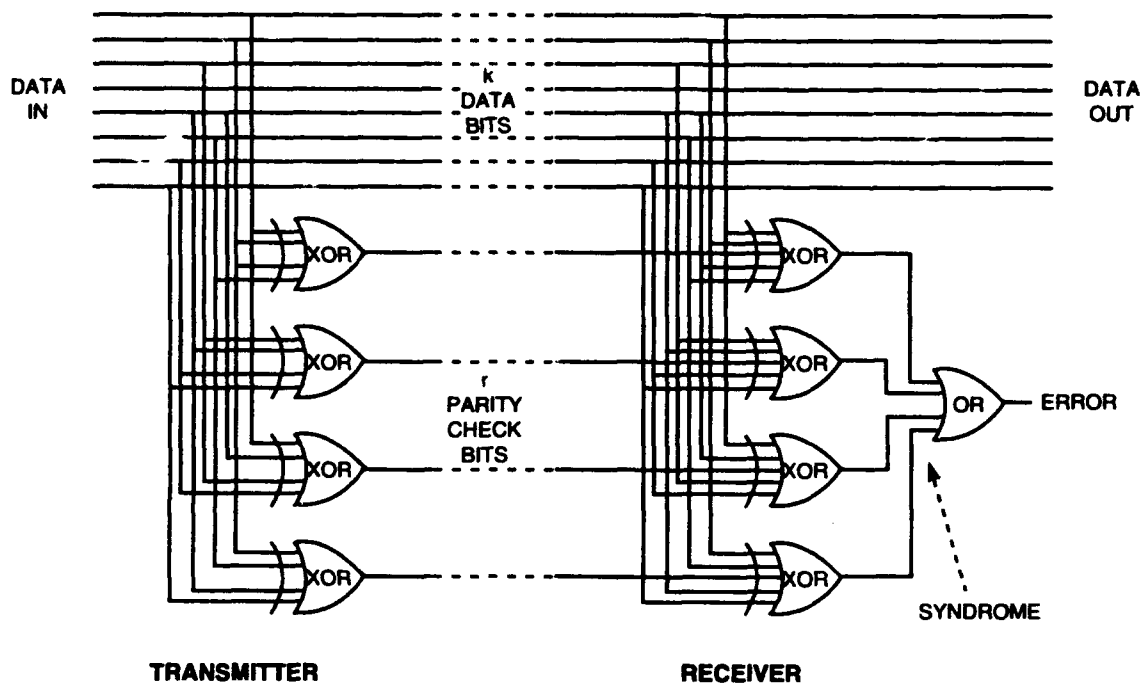 DATA
IN
k
DATA
BITS
DATA
OUT
XOR
XOR
XOR
XOR
XOR
XOR
r
PARITY
CHECK
BITS
OR
ERROR
XOR
XOR
SYNDROME
TRANSMITTER
RECEIVER